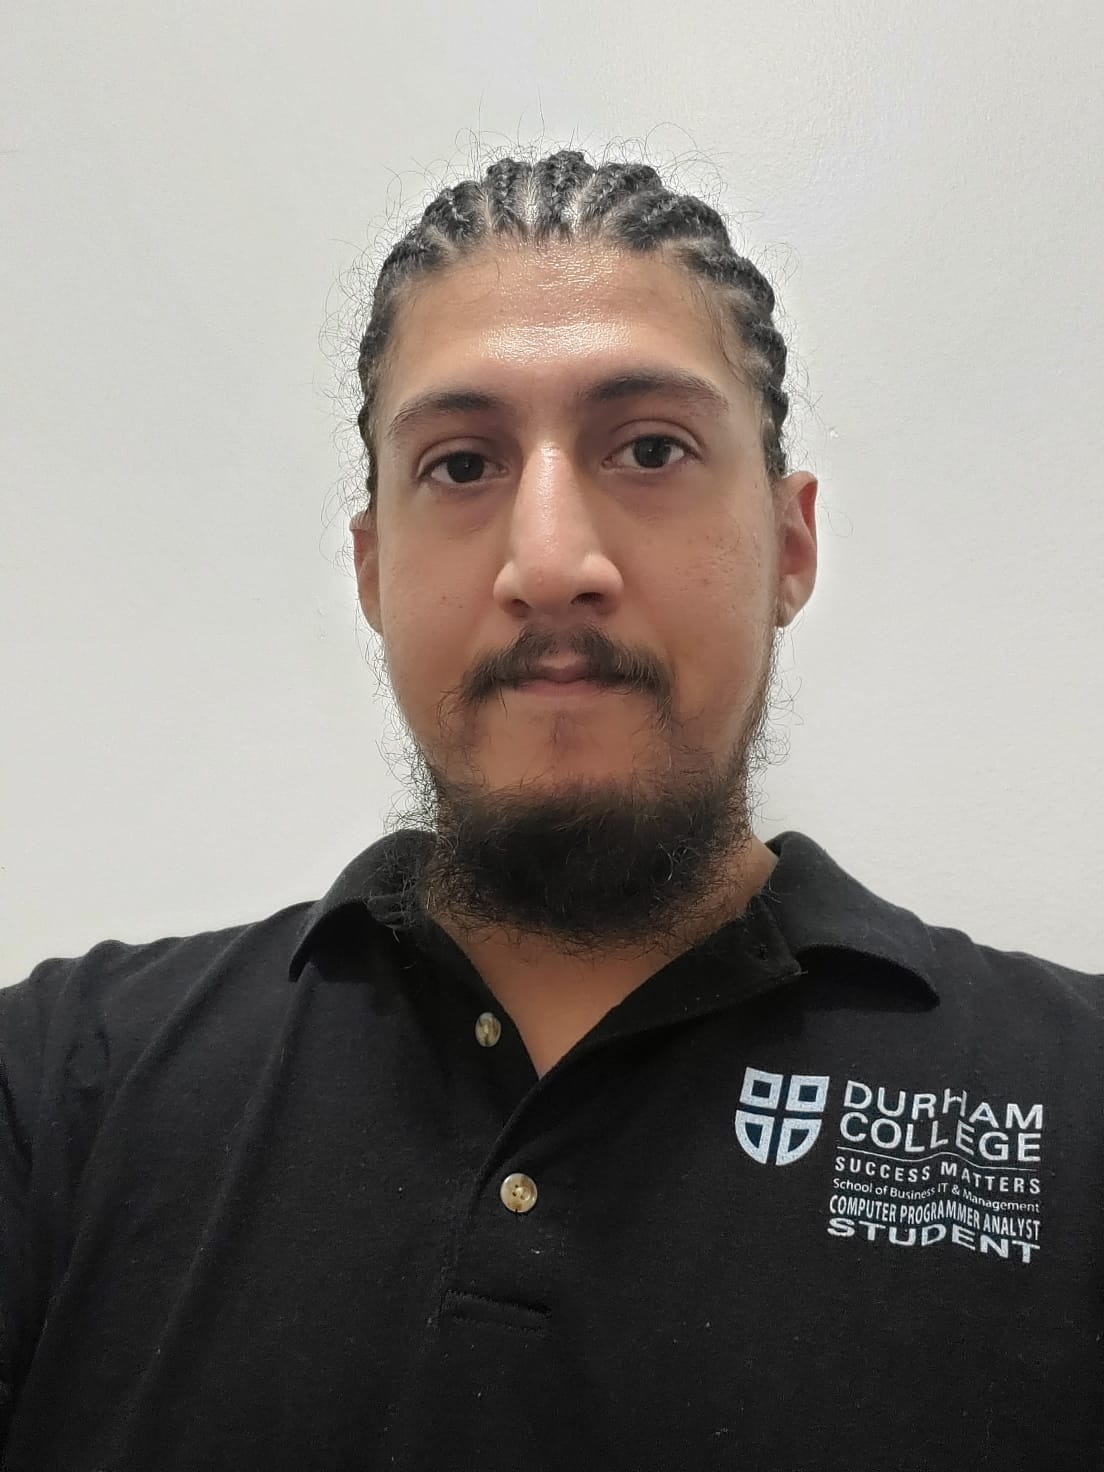 DURHAM
COLLEGE
SUCCESS MATTERS
School of Business IT & Management
COMPUTER PROGRAMMER ANALYST
STUDENT